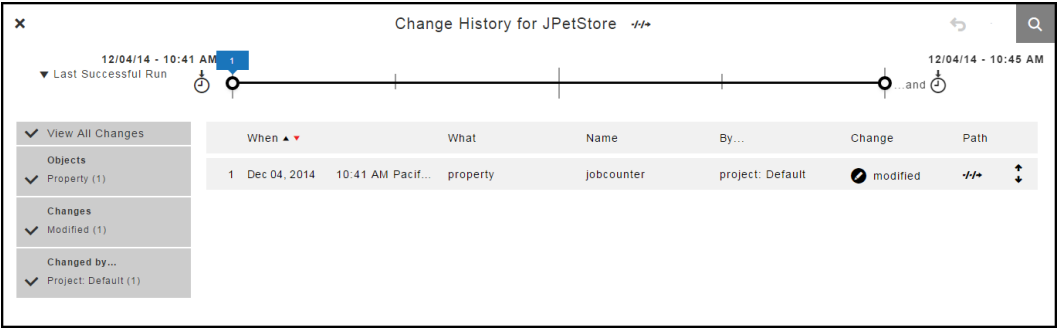 Change History for JPetStore
12/04/14 - 10:41 AM
1
12/04/14 - 10:45 AM
Last Successful Run
...and
View All Changes
When What Name By... Change Path
Objects
Property (1)
1 Dec 04, 2014 10:41 AM Pacif... property jobcounter project: Default modified
Changes
Modified (1)
Changed by...
Project: Default (1)